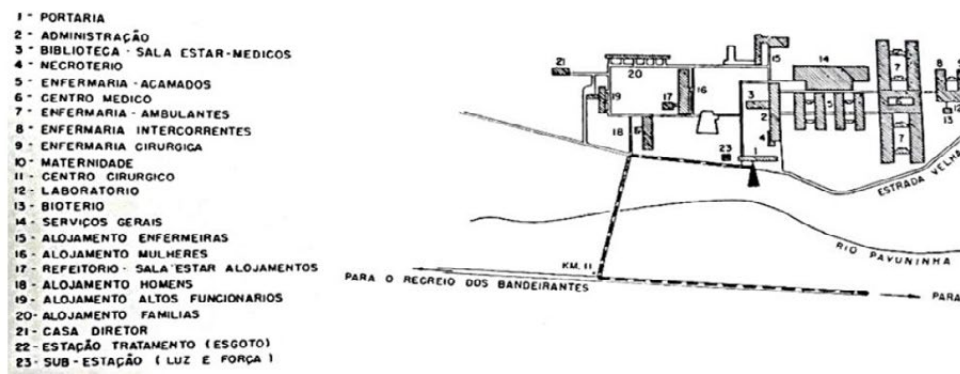 1 - PORTARIA
2 - ADMINISTRAÇÃO
3 - BIBLIOTECA - SALA ESTAR-MEDICOS
4 - NECROTERIO
5 - ENFERMARIA - ACAMADOS
6 - CENTRO MEDICO
7 - ENFERMARIA - AMBULANTES
8 - ENFERMARIA INTERCORRENTES
9 - ENFERMARIA CIRURGICA
10 - MATERNIDADE
11 - CENTRO CIRURGICO
12 - LABORATORIO
13 - BIOTERIO
14 - SERVIÇOS GERAIS
15 - ALOJAMENTO ENFERMEIRAS
16 - ALOJAMENTO MULHERES
17 - REFEITORIO - SALA ESTAR ALOJAMENTOS
18 - ALOJAMENTO HOMENS
19 - ALOJAMENTO ALTOS FUNCIONARIOS
20 - ALOJAMENTO FAMILIAS
21 - CASA DIRETOR
22 - ESTAÇÃO TRATAMENTO (ESGOTO)
23 - SUB - ESTAÇÃO ( LUZ E FORÇA )
21
20
19
17
16
18
15
14
3
2
4
5
7
7
8
9
12
13
23
1
ESTRADA VELHA
RIO PAVUNINHA
KM. 11
PARA O RECREIO DOS BANDEIRANTES
PARA